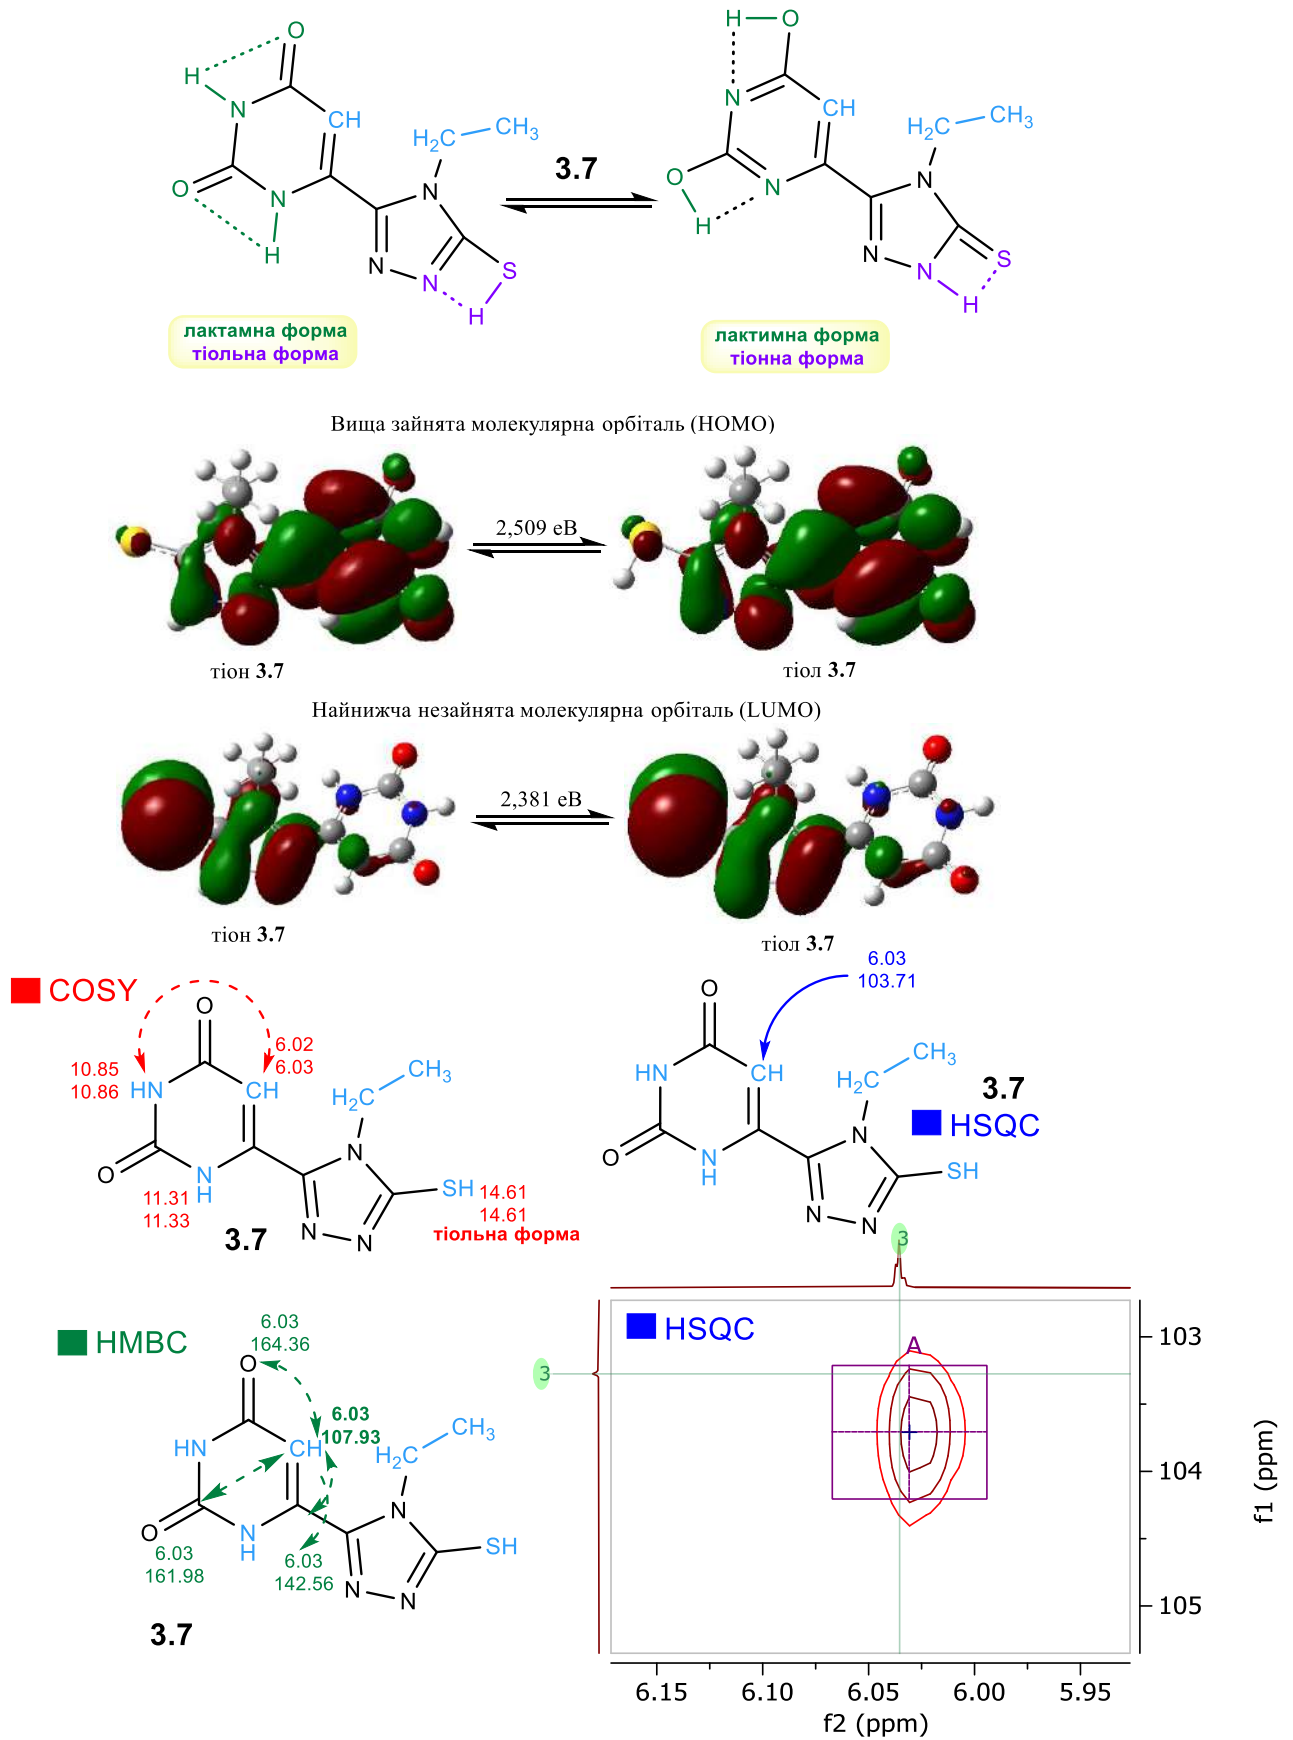 H
O
H
N
CH
O
N
H
H₂C
CH₃
N
N
N
S
H
3.7
H
O
N
CH
O
N
H
H₂C
CH₃
N
N
N
S
H
лактамна форма
тіольна форма
лактимна форма
тіонна форма
Вища зайнята молекулярна орбіталь (HOMO)
2,509 еВ
тіон 3.7
тіол 3.7
Найнижча незайнята молекулярна орбіталь (LUMO)
2,381 еВ
тіон 3.7
тіол 3.7
COSY
O
10.85
10.86
HN
6.02
6.03
CH
H₂C
CH₃
O
N
H
11.31
11.33
N
N
N
SH
14.61
14.61
тіольна форма
3.7
6.03
103.71
O
HN
CH
H₂C
CH₃
3.7
HSQC
O
N
H
N
N
N
SH
HMBC
6.03
164.36
O
6.03
107.93
HN
CH
H₂C
CH₃
O
N
H
N
N
N
SH
6.03
161.98
6.03
142.56
3.7
3
HSQC
A
3
103
104
105
f1 (ppm)
6.15
6.10
6.05
6.00
5.95
f2 (ppm)